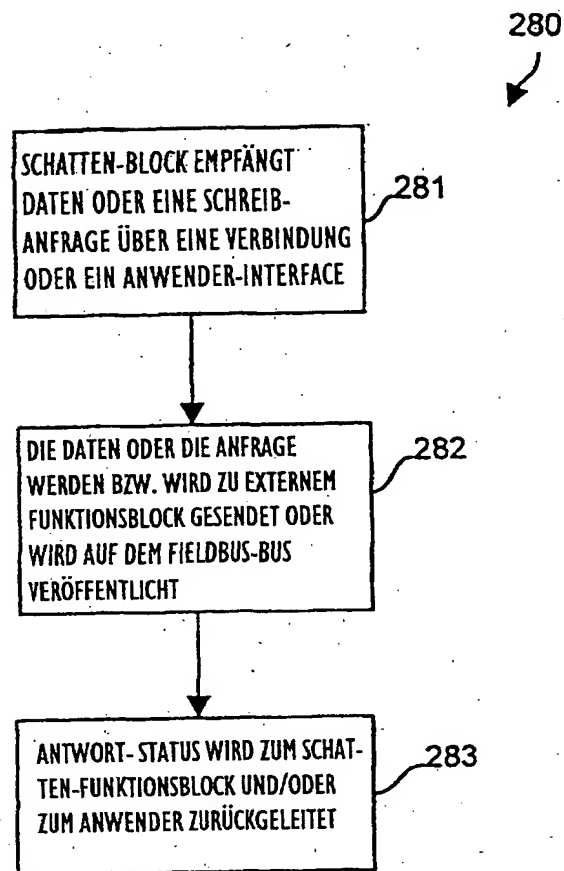 280
SCHATTEN-BLOCK EMPFÄNGT
DATEN ODER EINE SCHREIB-
ANFRAGE ÜBER EINE VERBINDUNG
ODER EIN ANWENDER-INTERFACE
281
DIE DATEN ODER DIE ANFRAGE
WERDEN BZW. WIRD ZU EXTERNEM
FUNKTIONSBLOCK GESENDET ODER
WIRD AUF DEM FIELDBUS-BUS
VERÖFFENTLICHT
282
ANTWORT-STATUS WIRD ZUM SCHAT-
TEN-FUNKTIONSBLOCK UND/ODER
ZUM ANWENDER ZURÜCKGELEITET
283